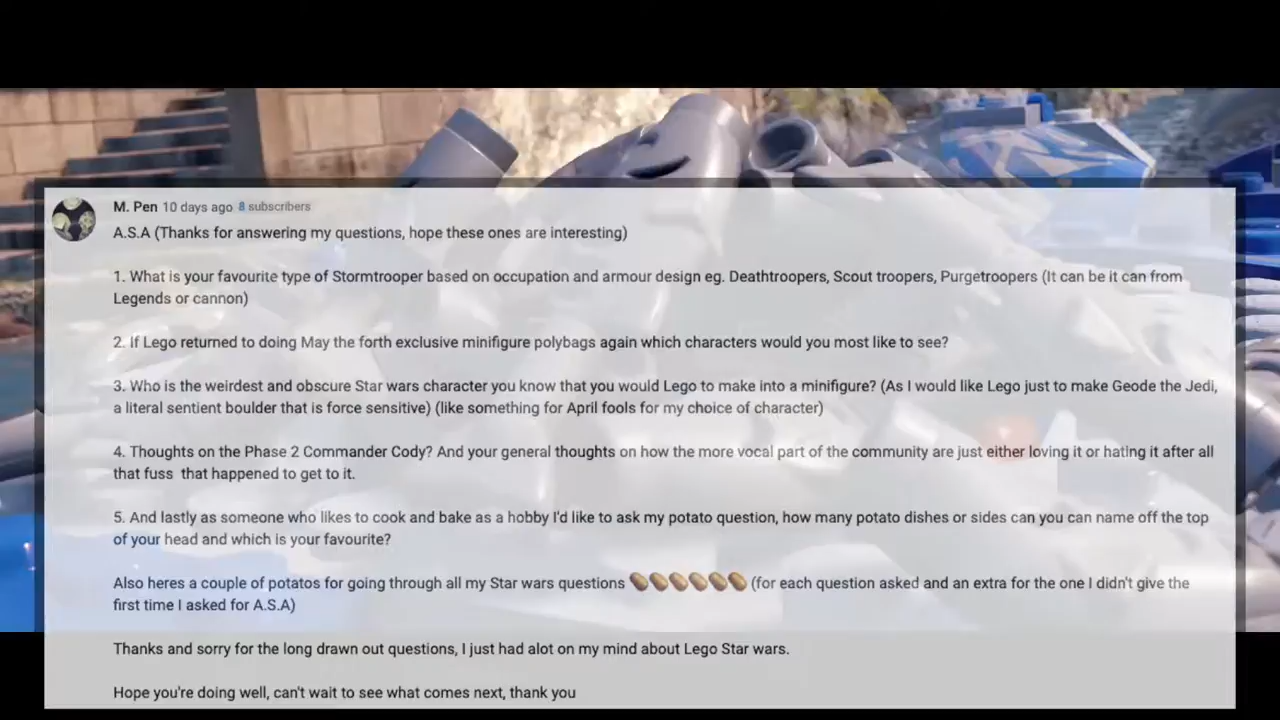 M. Pen 10 days ago 8 subscribers
A.S.A (Thanks for answering my questions, hope these ones are interesting)
1. What is your favourite type of Stormtrooper based on occupation and armour design eg. Deathtroopers, Scout troopers, Purgetroopers (It can be it can from
Legends or cannon)
2. If Lego returned to doing May the forth exclusive minifigure polybags again which characters would you most like to see?
3. Who is the weirdest and obscure Star wars character you know that you would Lego to make into a minifigure? (As I would like Lego just to make Geode the Jedi,
a literal sentient boulder that is force sensitive) (like something for April fools for my choice of character)
4. Thoughts on the Phase 2 Commander Cody? And your general thoughts on how the more vocal part of the community are just either loving it or hating it after all
that fuss that happened to get to it.
5. And lastly as someone who likes to cook and bake as a hobby I'd like to ask my potato question, how many potato dishes or sides can you can name off the top
of your head and which is your favourite?
Also heres a couple of potatos for going through all my Star wars questions 🥔🥔🥔🥔🥔🥔 (for each question asked and an extra for the one I didn't give the
first time I asked for A.S.A)
Thanks and sorry for the long drawn out questions, I just had alot on my mind about Lego Star wars.
Hope you're doing well, can't wait to see what comes next, thank you